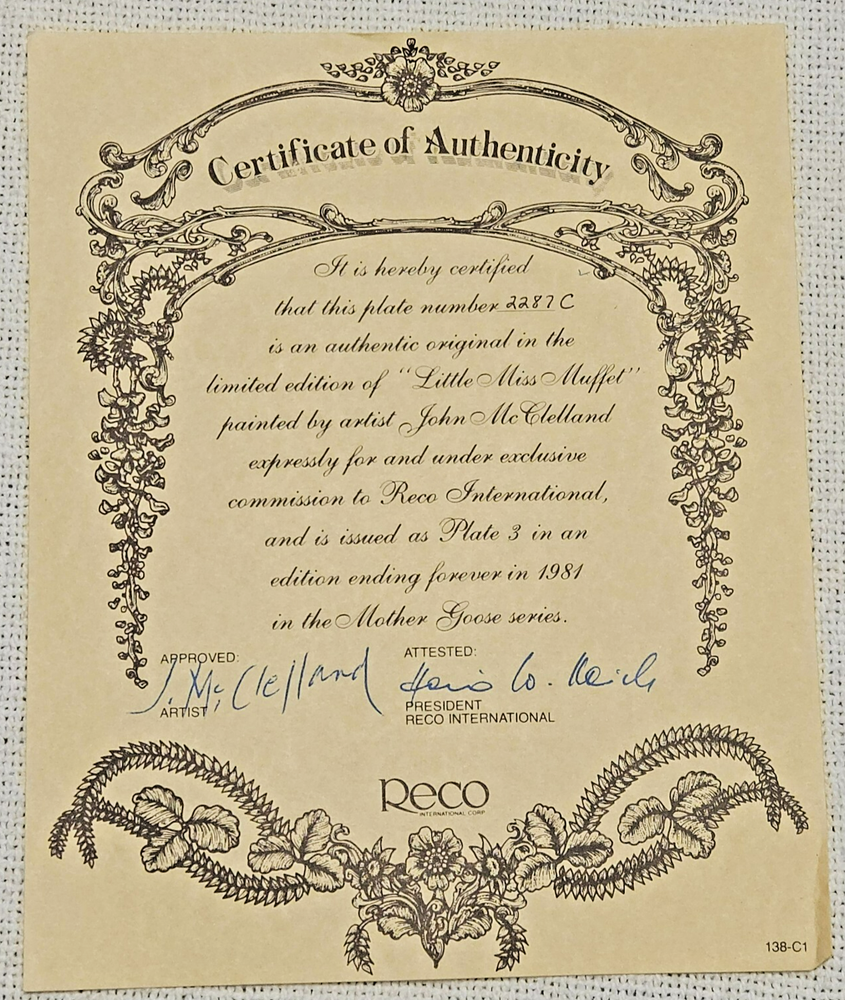 Certificate of Authenticity
It is hereby certified
that this plate number 2287C
is an authentic original in the
limited edition of "Little Miss Muffet"
painted by artist John McClelland
expressly for and under exclusive
commission to Reco International,
and is issued as Plate 3 in an
edition ending forever in 1981
in the Mother Goose series.
APPROVED:
J. McClelland
ARTIST
ATTESTED:
W.
PRESIDENT
RECO INTERNATIONAL
Reco
INTERNATIONAL CORP.
138-C1